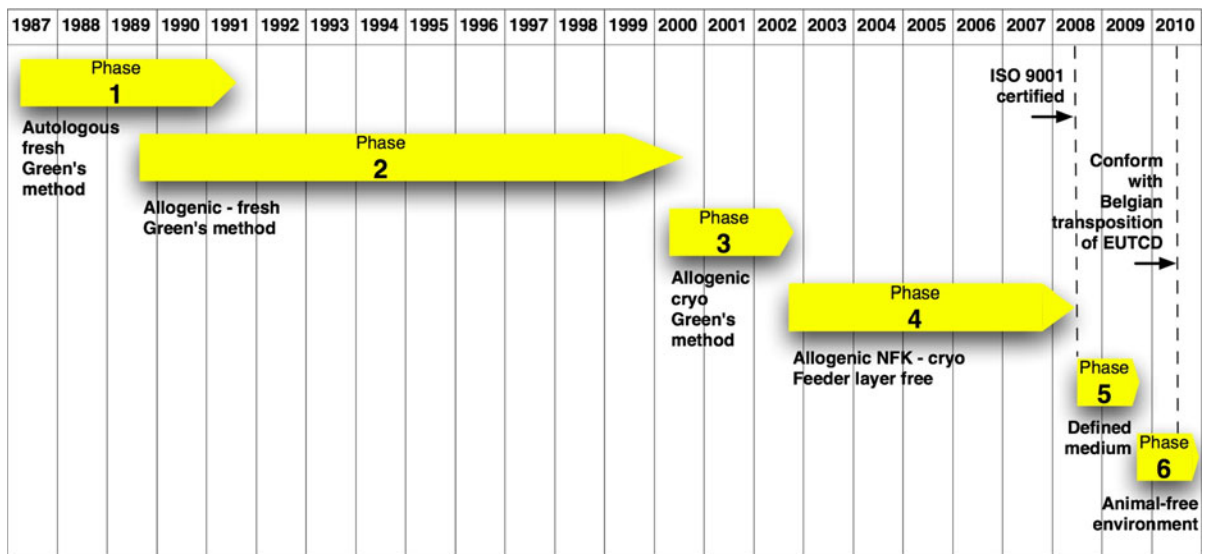 1987 1988 1989 1990 1991 1992 1993 1994 1995 1996 1997 1998 1999 2000 2001 2002 2003 2004 2005 2006 2007 2008 2009 2010
Phase
1
Autologous
fresh
Green's
method
Phase
2
Allogenic - fresh
Green's method
Phase
3
Allogenic
cryo
Green's
method
Phase
4
Allogenic NFK - cryo
Feeder layer free
ISO 9001
certified
Conform
with
Belgian
transposition
of EUTCD
Phase
5
Defined
medium
Phase
6
Animal-free
environment